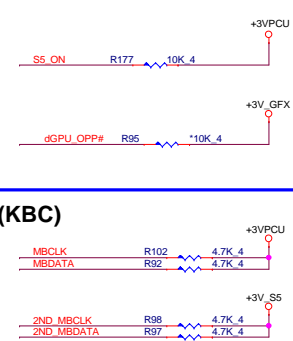 +3VPCU
S5_ON R177 10K_4
+3V_GFX
dGPU_OPP# R95 *10K_4
(KBC)
+3VPCU
MBCLK R102 4.7K_4
MBDATA R92 4.7K_4
+3V_S5
2ND_MBCLK R98 4.7K_4
2ND_MBDATA R97 4.7K_4